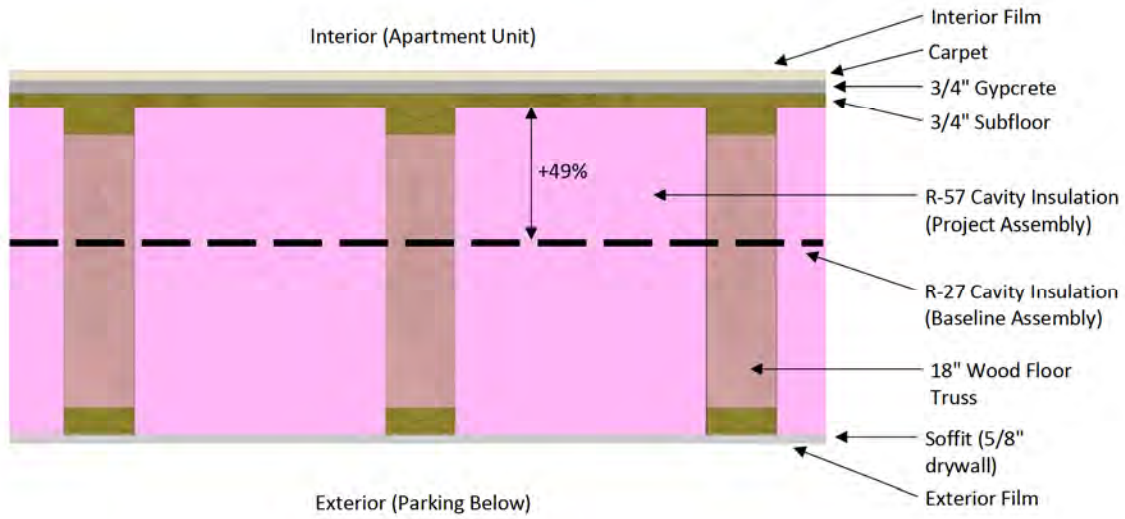 Interior (Apartment Unit)
Interior Film
Carpet
3/4" Gypcrete
3/4" Subfloor
+49%
R-57 Cavity Insulation
(Project Assembly)
R-27 Cavity Insulation
(Baseline Assembly)
18" Wood Floor
Truss
Soffit (5/8"
drywall)
Exterior Film
Exterior (Parking Below)